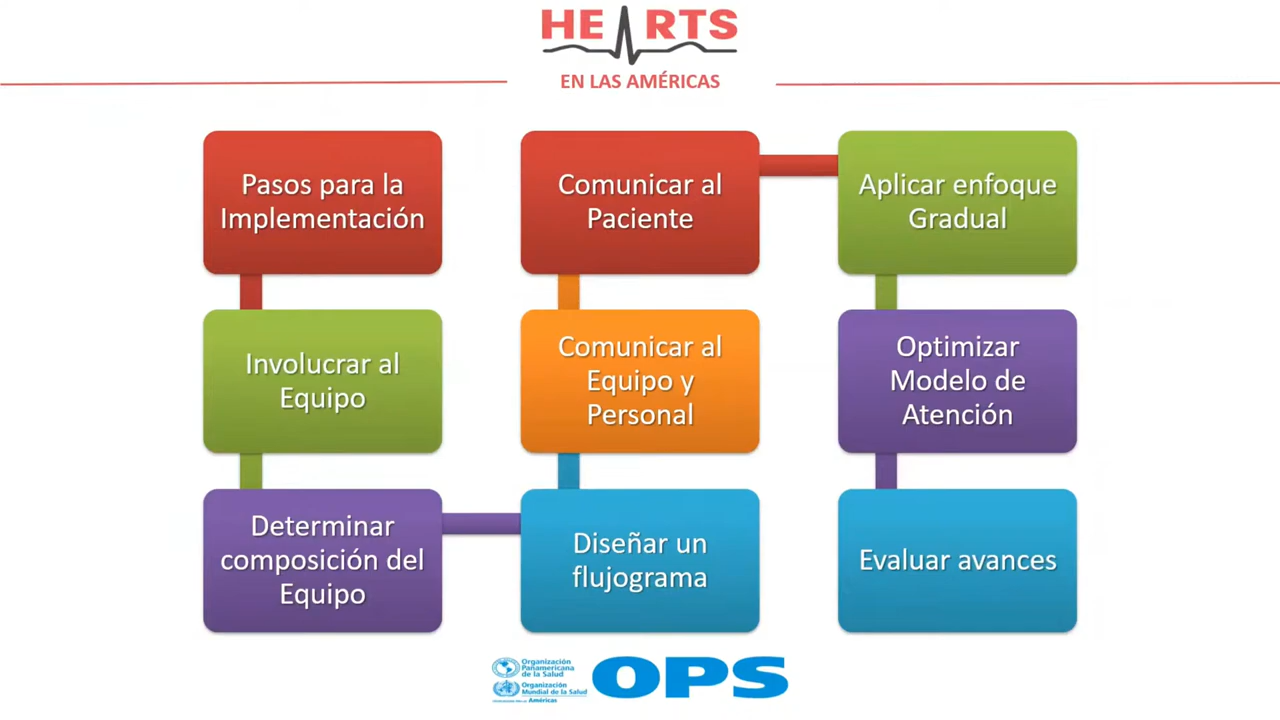 HEARTS
EN LAS AMÉRICAS
Pasos para la
Implementación
Involucrar al
Equipo
Determinar
composición del
Equipo
Diseñar un
flujograma
Comunicar al
Equipo y
Personal
Comunicar al
Paciente
Aplicar enfoque
Gradual
Optimizar
Modelo de
Atención
Evaluar avances
Organización
Panamericana
de la Salud
Organización
Mundial de la Salud
Américas
OPS